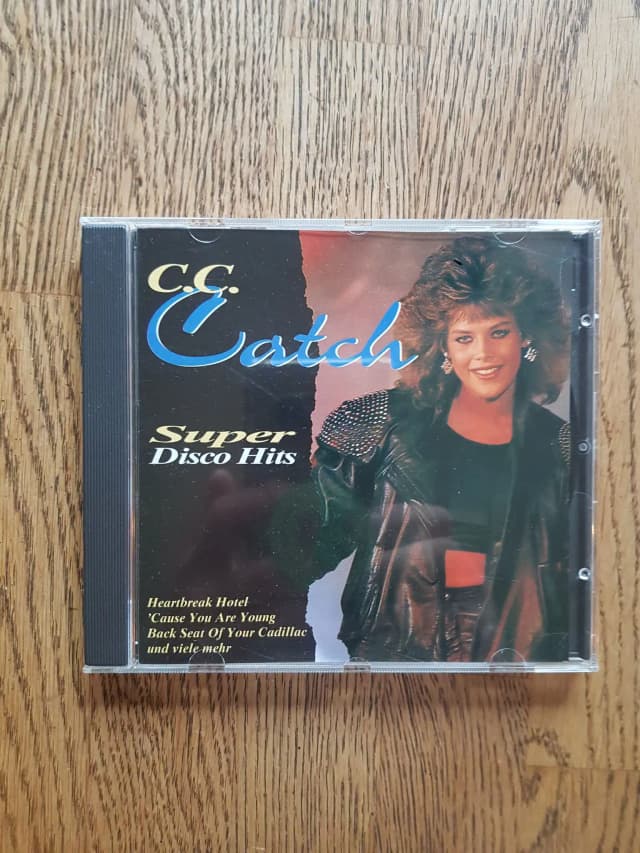 C.C.
Catch
Super
Disco Hits
Heartbreak Hotel
'Cause You Are Young
Back Seat Of Your Cadillac
und viele mehr